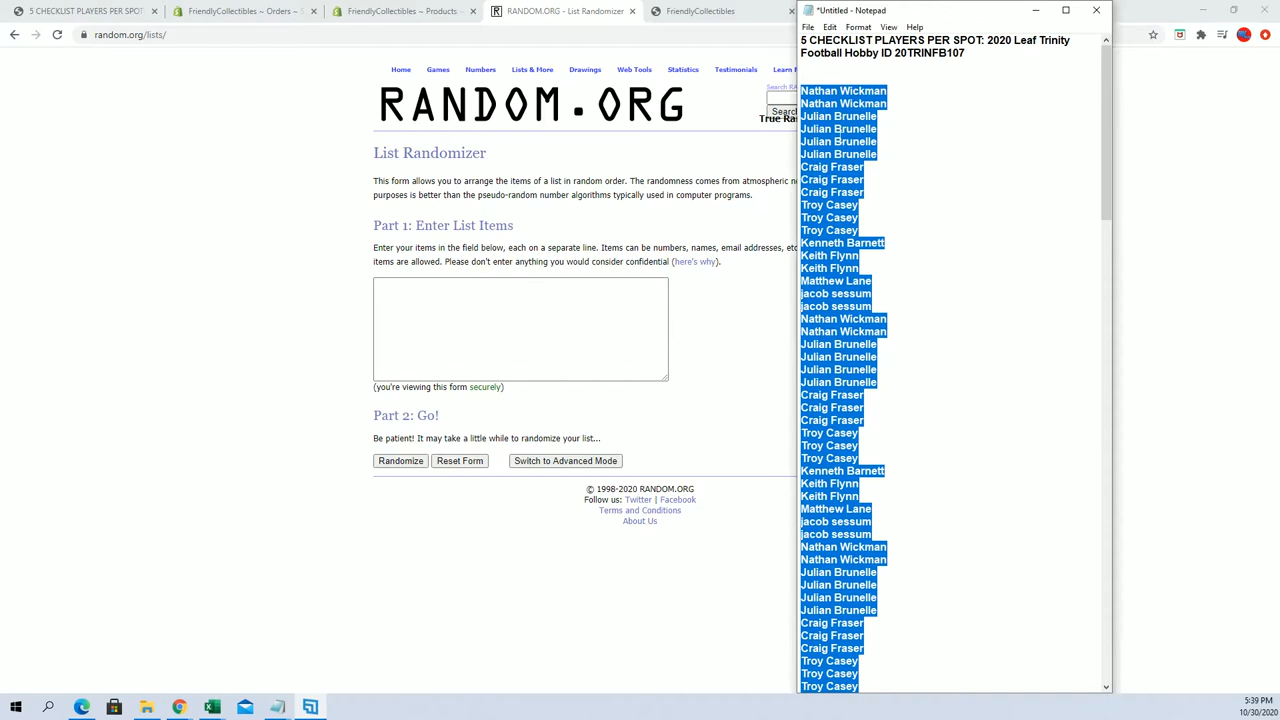 5 CHECKLIST PLAYERS PER SPOT
FriendlyCollectibles ~ Orders ~ S
FriendlyCollectibles ~ Products ~
RANDOM.ORG - List Randomizer
FriendlyCollectibles
random.org/lists/
Home Games Numbers Lists & More Drawings Web Tools Statistics Testimonials Learn
RANDOM.ORG
Search RA
Search
True Ra
List Randomizer
This form allows you to arrange the items of a list in random order. The randomness comes from atmospheric n
purposes is better than the pseudo-random number algorithms typically used in computer programs.
Part 1: Enter List Items
Enter your items in the field below, each on a separate line. Items can be numbers, names, email addresses, etc
items are allowed. Please don't enter anything you would consider confidential (here's why).
(you're viewing this form securely)
Part 2: Go!
Be patient! It may take a little while to randomize your list...
Randomize Reset Form Switch to Advanced Mode
© 1998-2020 RANDOM.ORG
Follow us: Twitter | Facebook
Terms and Conditions
About Us
*Untitled - Notepad
File Edit Format View Help
5 CHECKLIST PLAYERS PER SPOT: 2020 Leaf Trinity
Football Hobby ID 20TRINFB107
Nathan Wickman
Nathan Wickman
Julian Brunelle
Julian Brunelle
Julian Brunelle
Julian Brunelle
Craig Fraser
Craig Fraser
Craig Fraser
Troy Casey
Troy Casey
Troy Casey
Kenneth Barnett
Keith Flynn
Keith Flynn
Matthew Lane
jacob sessum
jacob sessum
Nathan Wickman
Nathan Wickman
Julian Brunelle
Julian Brunelle
Julian Brunelle
Julian Brunelle
Craig Fraser
Craig Fraser
Craig Fraser
Troy Casey
Troy Casey
Troy Casey
Kenneth Barnett
Keith Flynn
Keith Flynn
Matthew Lane
jacob sessum
jacob sessum
Nathan Wickman
Nathan Wickman
Julian Brunelle
Julian Brunelle
Julian Brunelle
Julian Brunelle
Craig Fraser
Craig Fraser
Craig Fraser
Troy Casey
Troy Casey
Troy Casey
5:39 PM
10/30/2020